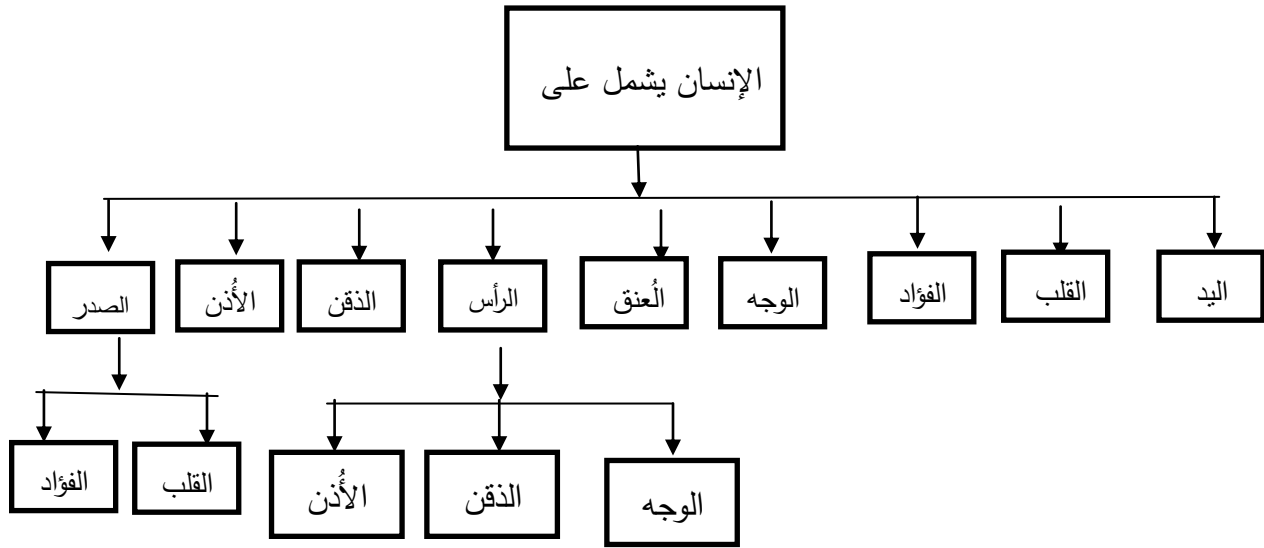 الإنسان يشمل على
اليد
القلب
الفؤاد
الوجه
الُعنق
الرأس
الذقن
الأُذن
الصدر
الوجه
الذقن
الأُذن
القلب
الفؤاد